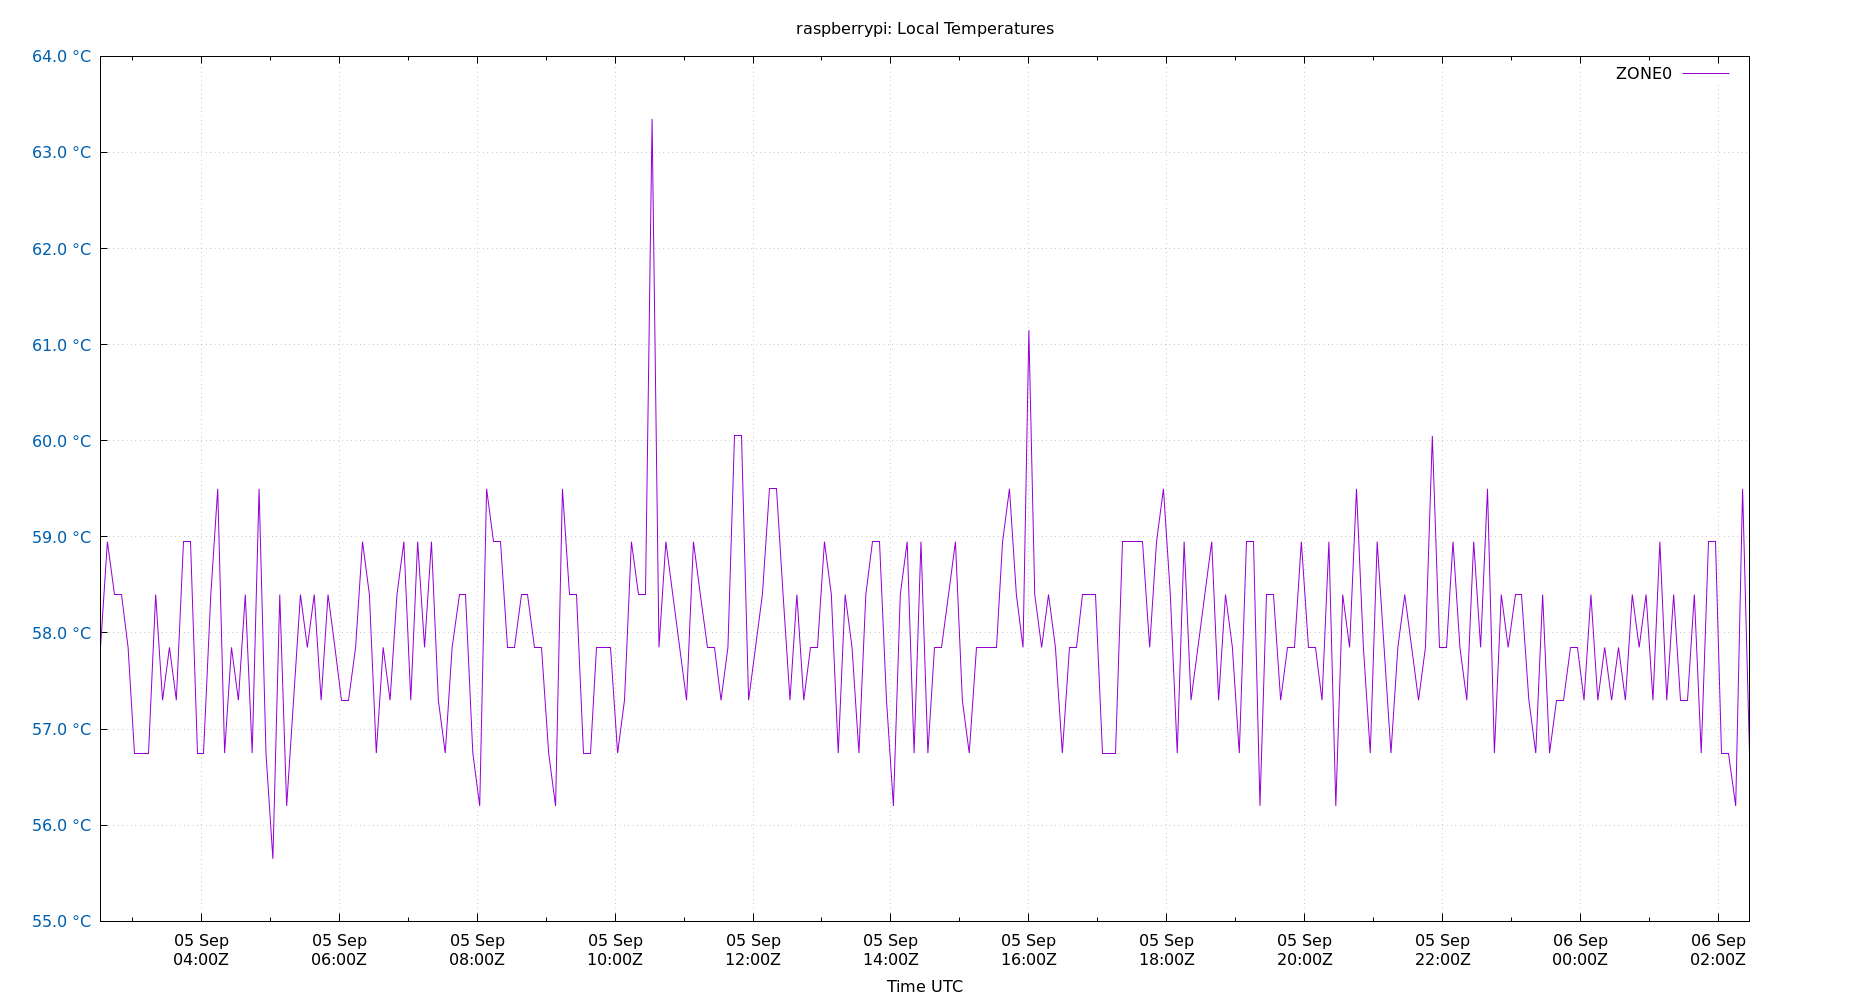 raspberrypi: Local Temperatures
64.0 °C
63.0 °C
62.0 °C
61.0 °C
60.0 °C
59.0 °C
58.0 °C
57.0 °C
56.0 °C
55.0 °C
ZONE0
05 Sep 05 Sep 05 Sep 05 Sep 05 Sep 05 Sep 05 Sep 05 Sep 05 Sep 05 Sep 06 Sep 06 Sep
04:00Z 06:00Z 08:00Z 10:00Z 12:00Z 14:00Z 16:00Z 18:00Z 20:00Z 22:00Z 00:00Z 02:00Z
Time UTC